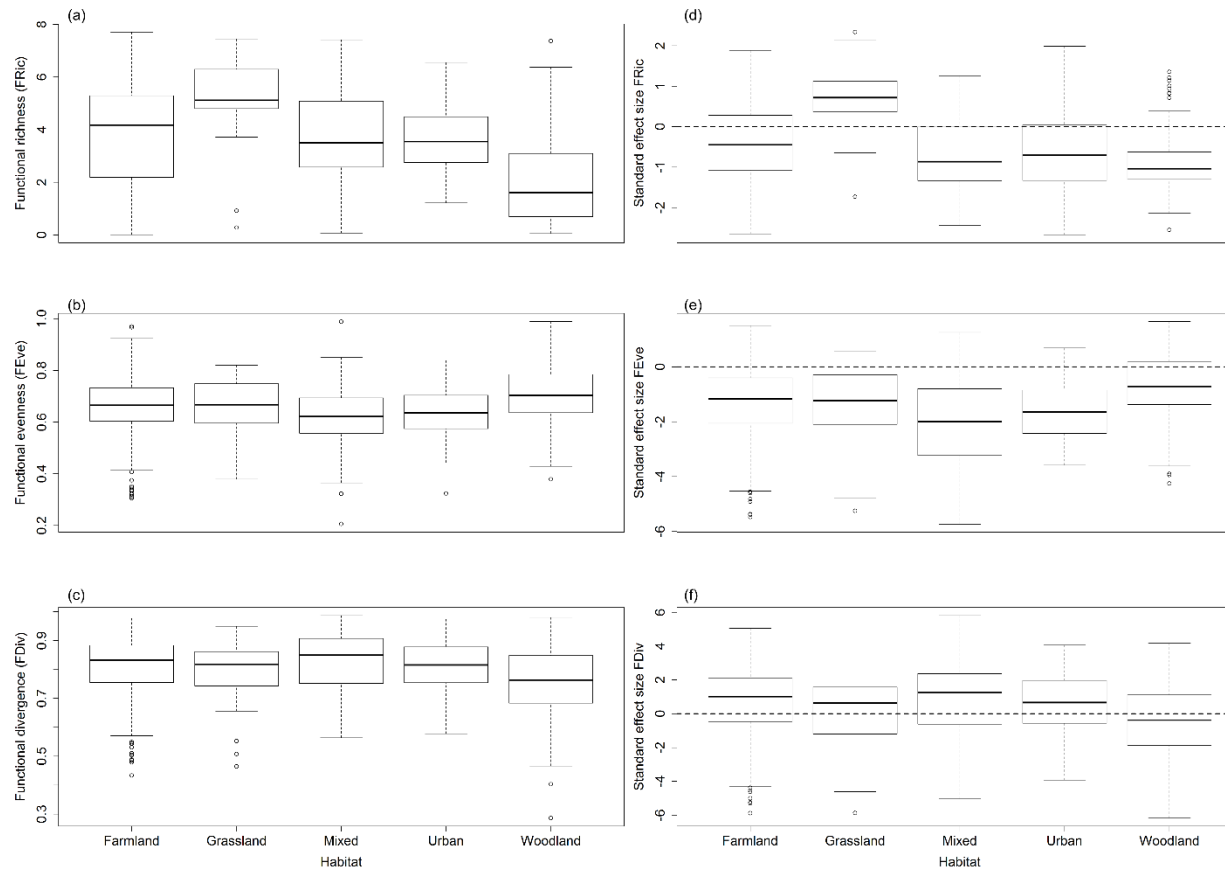 (a)
Functional richness (FRic)
8
6
4
2
0
(d)
Standard effect size FRic
2
1
0
-1
-2
(b)
Functional evenness (FEve)
1.0
0.8
0.6
0.4
0.2
(e)
Standard effect size FEve
0
-2
-4
-6
(c)
Functional divergence (FDiv)
0.9
0.7
0.5
0.3
Farmland Grassland Mixed Urban Woodland
Habitat
(f)
Standard effect size FDiv
6
4
2
0
-2
-4
-6
Farmland Grassland Mixed Urban Woodland
Habitat